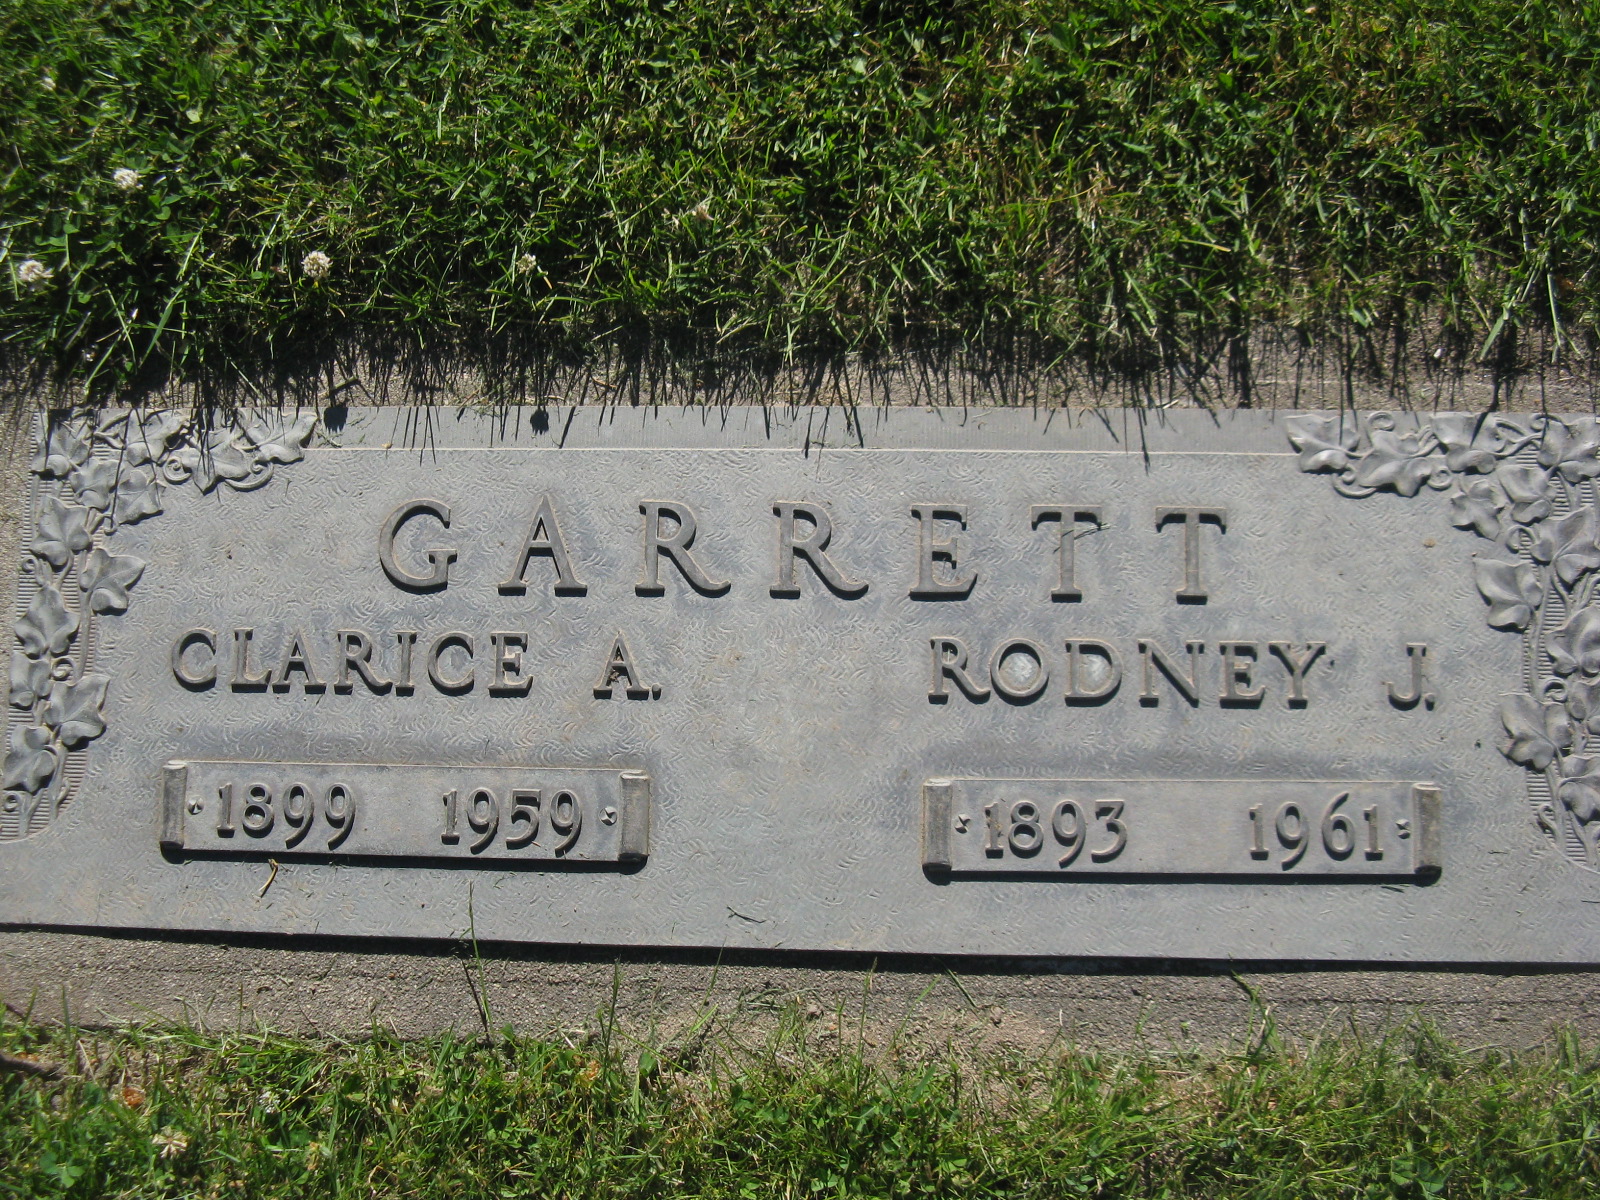 GARRETT
CLARICE A. RODNEY J.
1899 1959 1893 1961